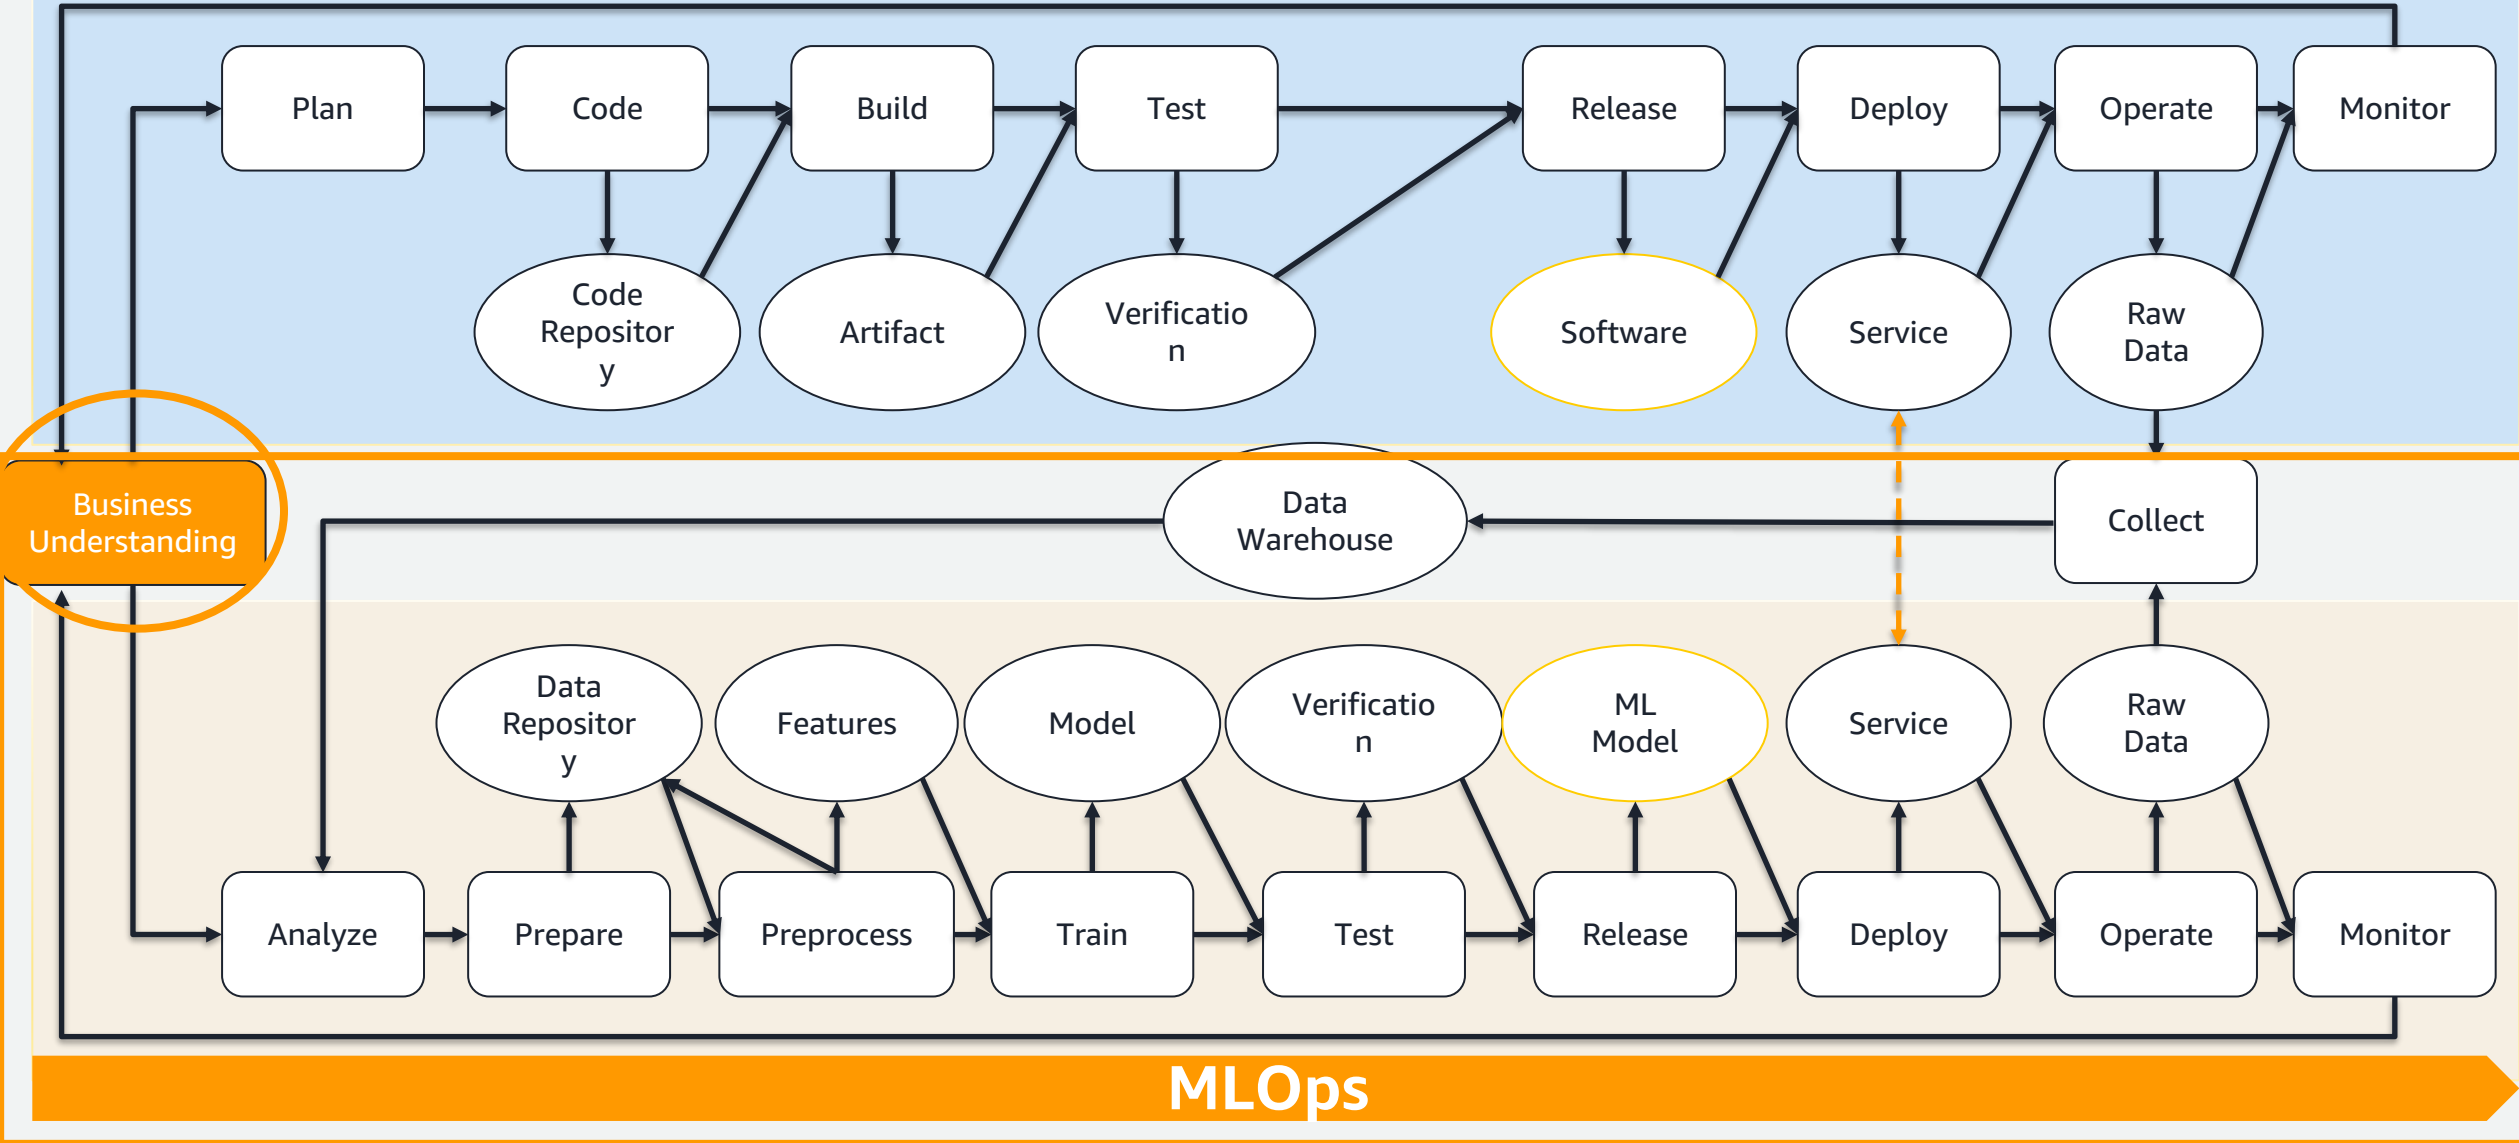 Plan
Code
Build
Test
Release
Deploy
Operate
Monitor
Code
Repositor
y
Artifact
Verificatio
n
Software
Service
Raw
Data
Business
Understanding
Data
Warehouse
Collect
Data
Repositor
y
Features
Model
Verificatio
n
ML
Model
Service
Raw
Data
Analyze
Prepare
Preprocess
Train
Test
Release
Deploy
Operate
Monitor
MLOps